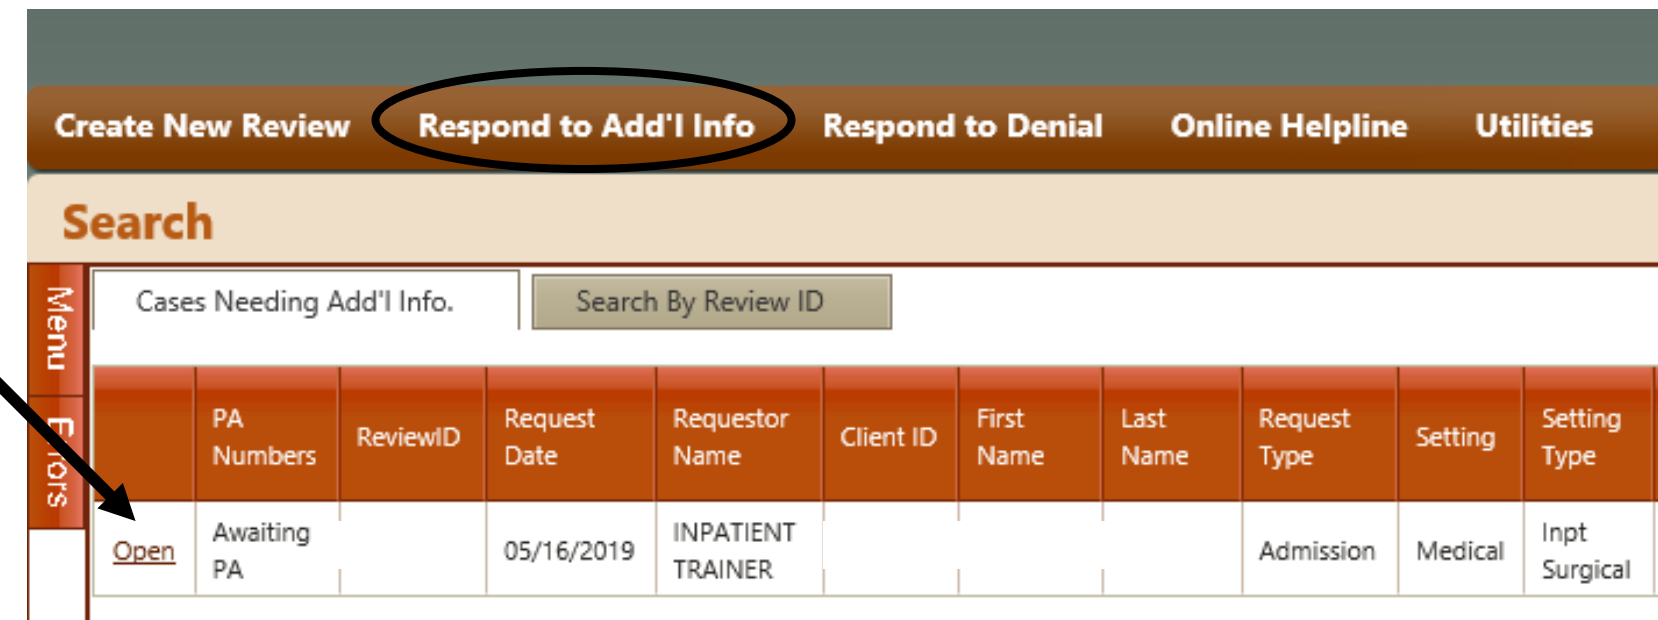 Create New Review Respond to Add'l Info Respond to Denial Online Helpline Utilities
Search
Menu
Errors
Cases Needing Add'l Info. Search By Review ID
PA Numbers ReviewID Request Date Requestor Name Client ID First Name Last Name Request Type Setting Setting Type
Open Awaiting PA 05/16/2019 INPATIENT TRAINER Admission Medical Inpt Surgical